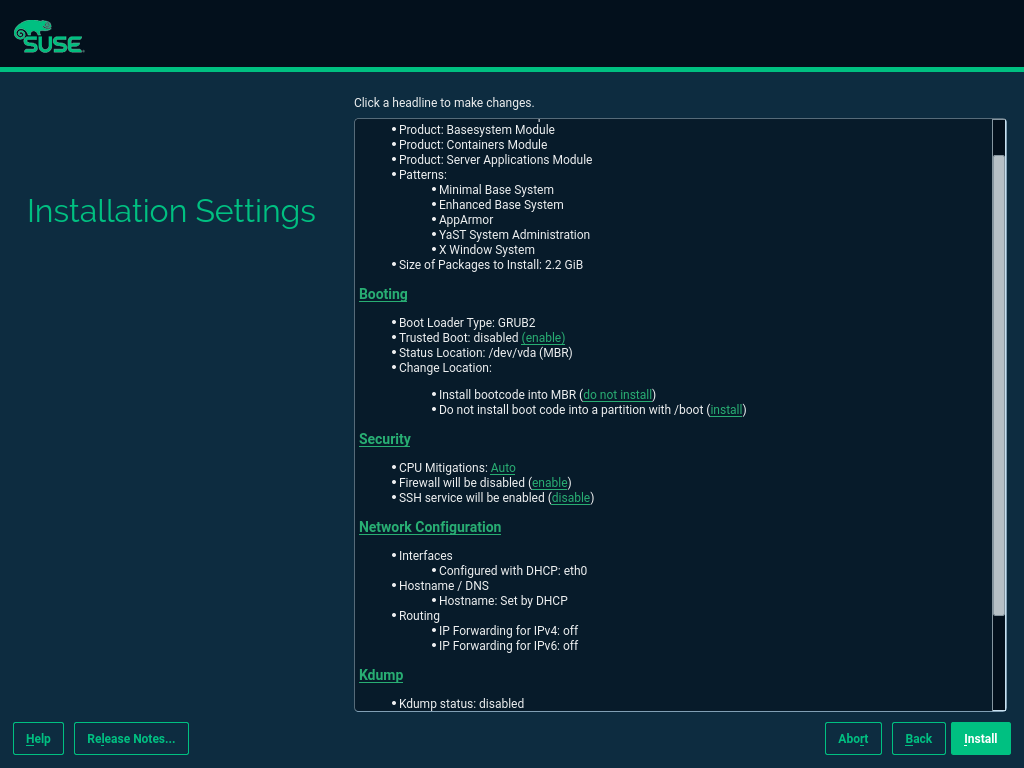 SUSE
Click a headline to make changes.
Installation Settings
• Product: Basesystem Module
• Product: Containers Module
• Product: Server Applications Module
• Patterns:
• Minimal Base System
• Enhanced Base System
• AppArmor
• YaST System Administration
• X Window System
• Size of Packages to Install: 2.2 GiB
Booting
• Boot Loader Type: GRUB2
• Trusted Boot: disabled (enable)
• Status Location: /dev/vda (MBR)
• Change Location:
• Install bootcode into MBR (do not install)
• Do not install boot code into a partition with /boot (install)
Security
• CPU Mitigations: Auto
• Firewall will be disabled (enable)
• SSH service will be enabled (disable)
Network Configuration
• Interfaces
• Configured with DHCP: eth0
• Hostname / DNS
• Hostname: Set by DHCP
• Routing
• IP Forwarding for IPv4: off
• IP Forwarding for IPv6: off
Kdump
• Kdump status: disabled
Help
Release Notes...
Abort
Back
Install